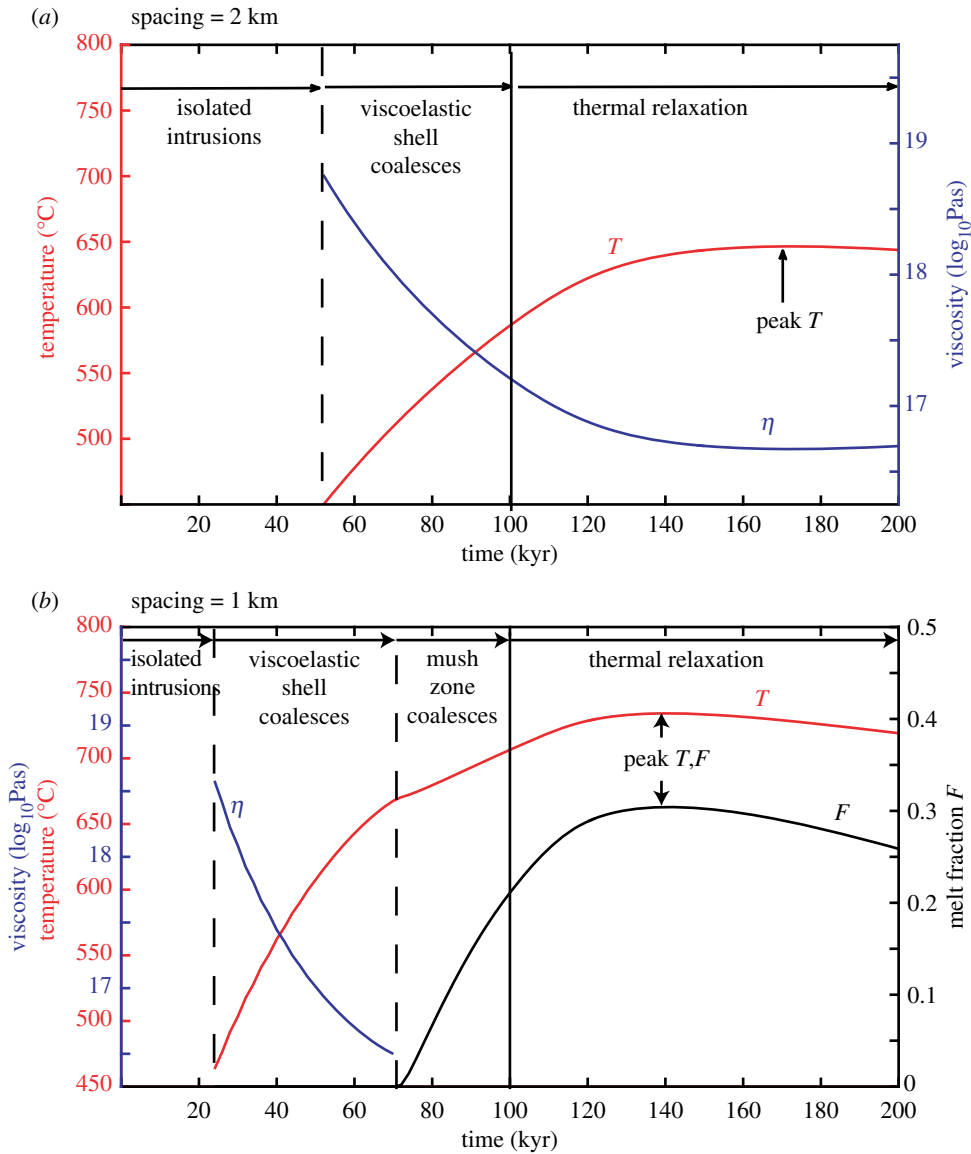 (a) spacing = 2 km
800
750
700
650
600
550
500
temperature (°C)
isolated
intrusions
viscoelastic
shell
coalesces
thermal relaxation
T
peak T
η
19
18
17
viscosity (log10Pas)
20 40 60 80 100 120 140 160 180 200
time (kyr)
(b) spacing = 1 km
800
750
700
650
600
550
500
450
19
18
17
viscosity (log10Pas)
temperature (°C)
isolated
intrusions
viscoelastic
shell
coalesces
mush
zone
coalesces
thermal relaxation
η
T
peak T,F
F
0.5
0.4
0.3
0.2
0.1
0
melt fraction F
20 40 60 80 100 120 140 160 180 200
time (kyr)